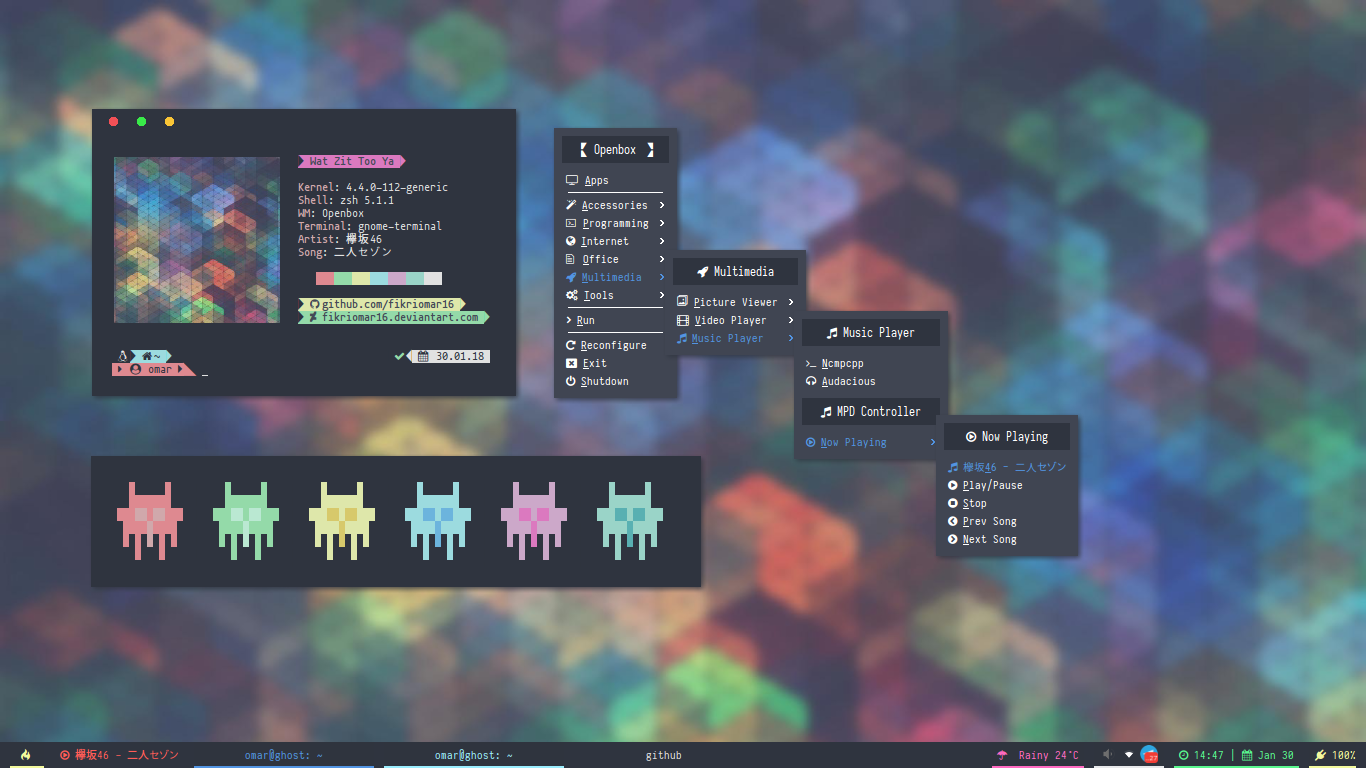 Wat Zit Too Ya
Kernel: 4.4.0-112-generic
Shell: zsh 5.1.1
WM: Openbox
Terminal: gnome-terminal
Artist: 欅坂46
Song: 二人セゾン
github.com/fikriomar16
fikriomar16.deviantart.com
~
30.01.18
omar
Openbox
Apps
Accessories
Programming
Internet
Office
Multimedia
Tools
Run
Reconfigure
Exit
Shutdown
Multimedia
Picture Viewer
Video Player
Music Player
Music Player
Ncmpcpp
Audacious
MPD Controller
Now Playing
Now Playing
欅坂46 - 二人セゾン
Play/Pause
Stop
Prev Song
Next Song
欅坂46 - 二人セゾン
omar@ghost: ~
omar@ghost: ~
github
Rainy 24°C
27
14:47 | Jan 30
100%